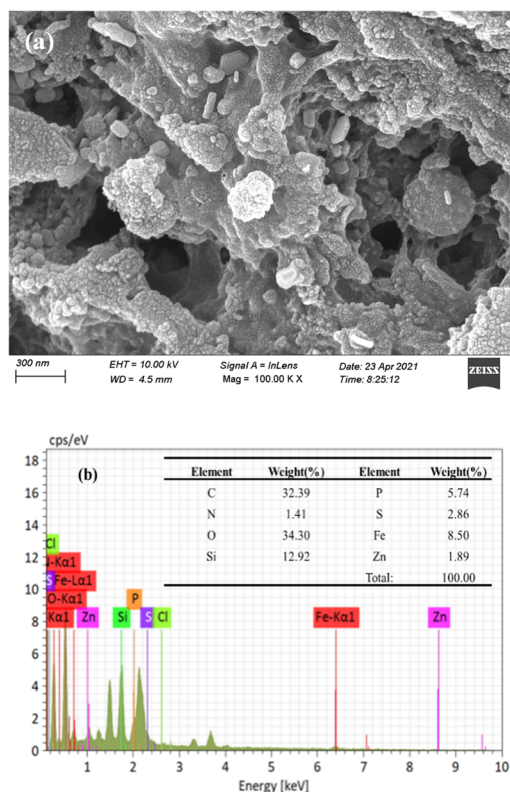 (a)
300 nm
EHT = 10.00 kV
Signal A = InLens
Date: 23 Apr 2021
ZEISS
WD = 4.5 mm
Mag = 100.00 K X
Time: 8:25:12
cps/eV
(b)
Element Weight(%) Element Weight(%)
C 32.39 P 5.74
N 1.41 S 2.86
O 34.30 Fe 8.50
Si 12.92 Zn 1.89
Total: 100.00
18
16
14
12
10
8
6
4
2
0
Cl
-Kα1
S Fe-Lα1
O-Kα1
Kα1 Zn Si P S Cl Fe-Kα1 Zn
1 2 3 4 5 6 7 8 9 10
Energy [keV]